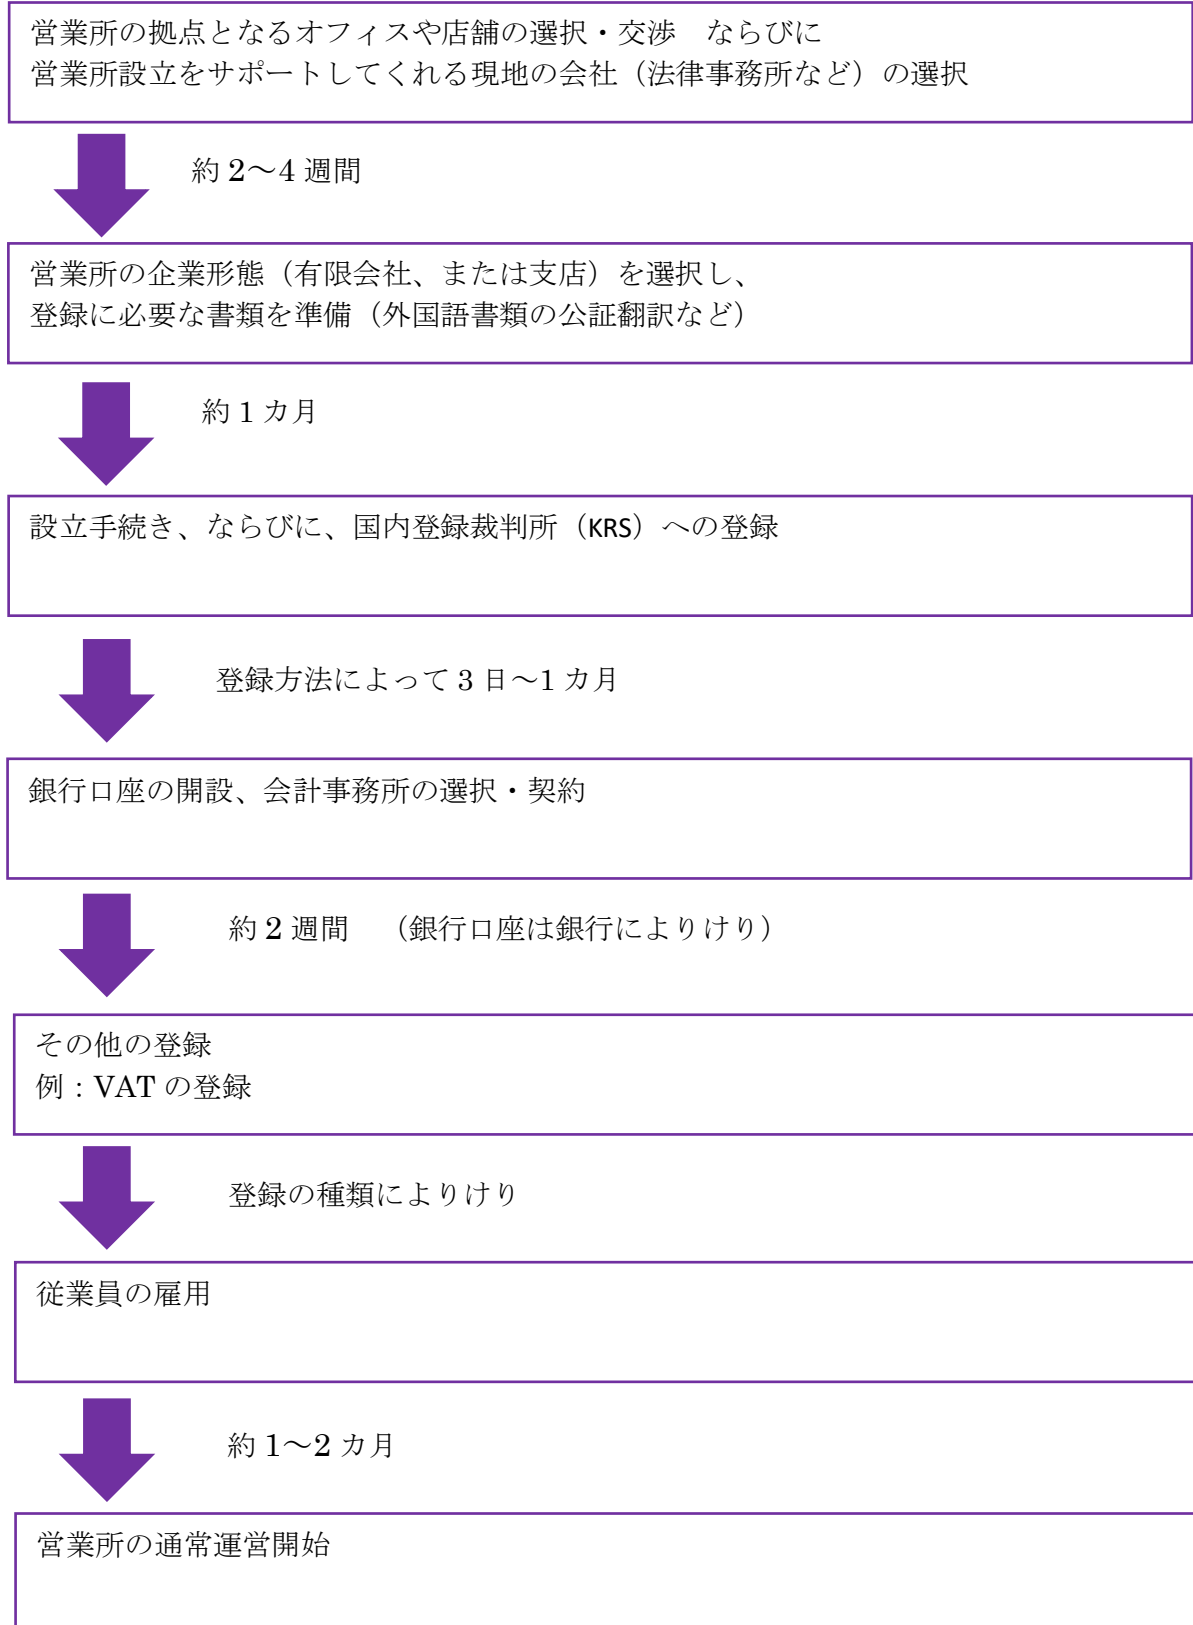 営業所の拠点となるオフィスや店舗の選択・交渉　ならびに
営業所設立をサポートしてくれる現地の会社（法律事務所など）の選択
約 2～4 週間
営業所の企業形態（有限会社、または支店）を選択し、
登録に必要な書類を準備（外国語書類の公証翻訳など）
約 1 カ月
設立手続き、ならびに、国内登録裁判所（KRS）への登録
登録方法によって 3 日～1 カ月
銀行口座の開設、会計事務所の選択・契約
約 2 週間　（銀行口座は銀行によりけり）
その他の登録
例：VAT の登録
登録の種類によりけり
従業員の雇用
約 1～2 カ月
営業所の通常運営開始